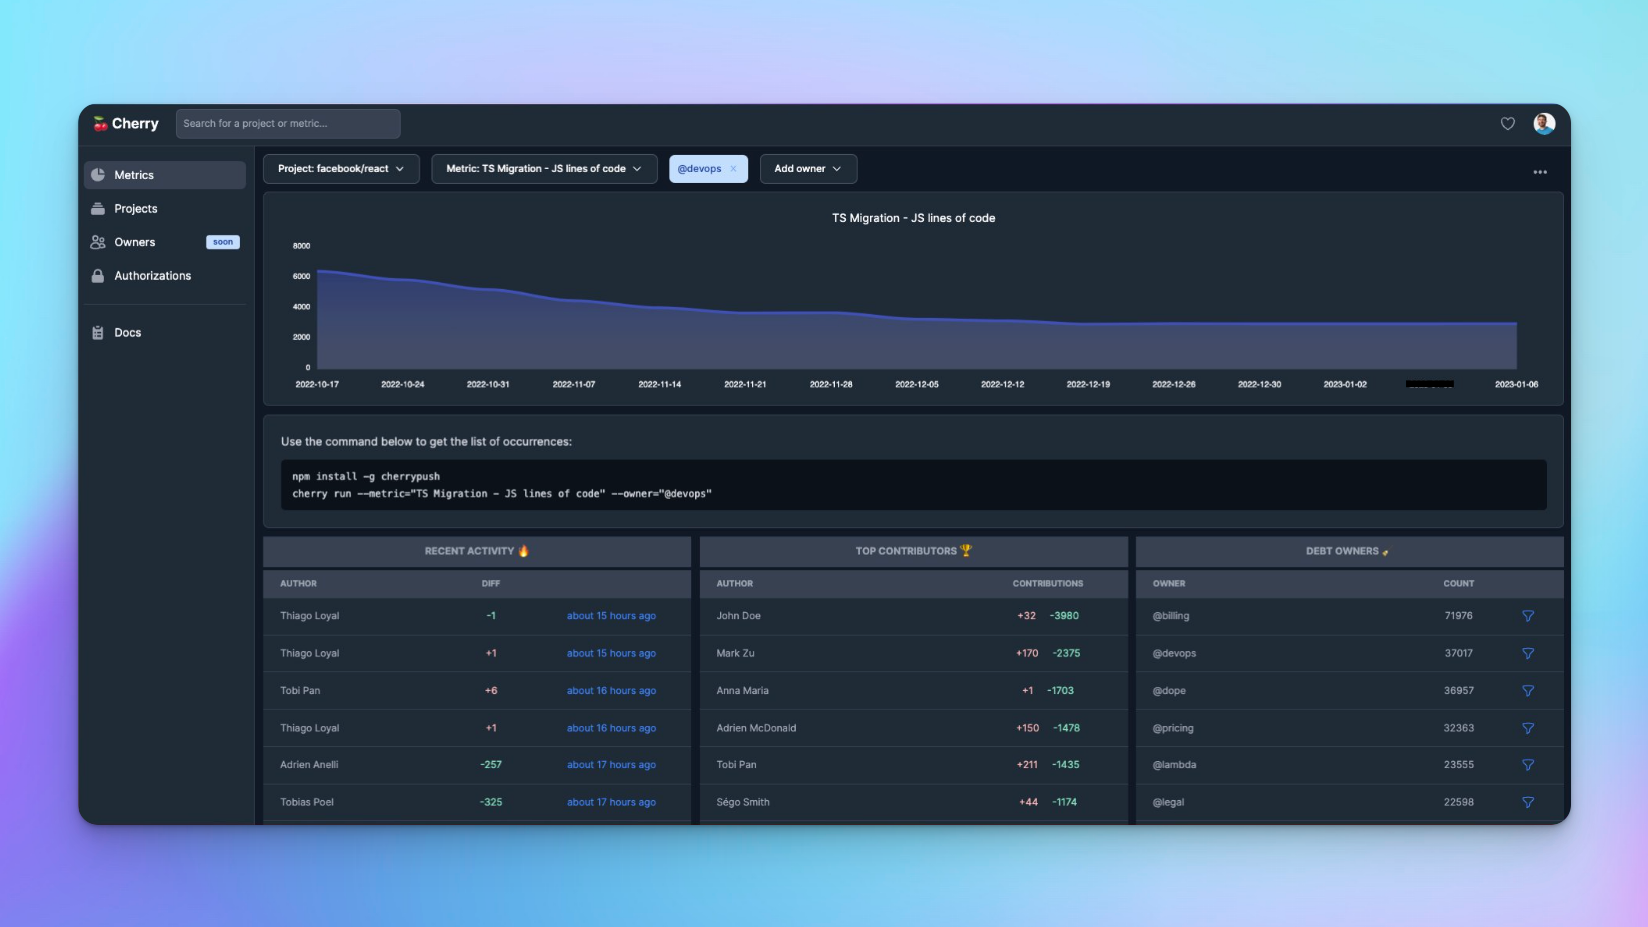 Cherry
Search for a project or metric...
Metrics
Projects
Owners
soon
Authorizations
Docs
Project: facebook/react
Metric: TS Migration - JS lines of code
@devops ×
Add owner
TS Migration - JS lines of code
8000
6000
4000
2000
0
2022-10-17 2022-10-24 2022-10-31 2022-11-07 2022-11-14 2022-11-21 2022-11-28 2022-12-05 2022-12-12 2022-12-19 2022-12-26 2022-12-30 2023-01-02 2023-01-06
Use the command below to get the list of occurrences:
npm install -g cherrypush
cherry run --metric="TS Migration - JS lines of code" --owner="@devops"
RECENT ACTIVITY 🔥
AUTHOR DIFF
Thiago Loyal -1 about 15 hours ago
Thiago Loyal +1 about 15 hours ago
Tobi Pan +6 about 16 hours ago
Thiago Loyal +1 about 16 hours ago
Adrien Anelli -257 about 17 hours ago
Tobias Poel -325 about 17 hours ago
TOP CONTRIBUTORS 🏆
AUTHOR CONTRIBUTIONS
John Doe +32 -3980
Mark Zu +170 -2375
Anna Maria +1 -1703
Adrien McDonald +150 -1478
Tobi Pan +211 -1435
Ségo Smith +44 -1174
DEBT OWNERS
OWNER COUNT
@billing 71976
@devops 37017
@dope 36957
@pricing 32363
@lambda 23555
@legal 22598